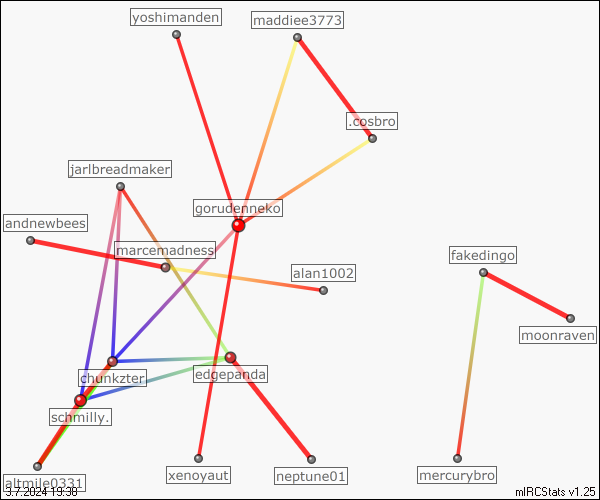 yoshimanden
maddiee3773
.cosbro
jarlbreadmaker
gorudenneko
andnewbees
marcemadness
fakedingo
alan1002
moonraven
chunkzter
edgepanda
schmilly.
altmile0331
xenoyaut
neptune01
mercurybro
3.7.2024 19:38
mIRCStats v1.25